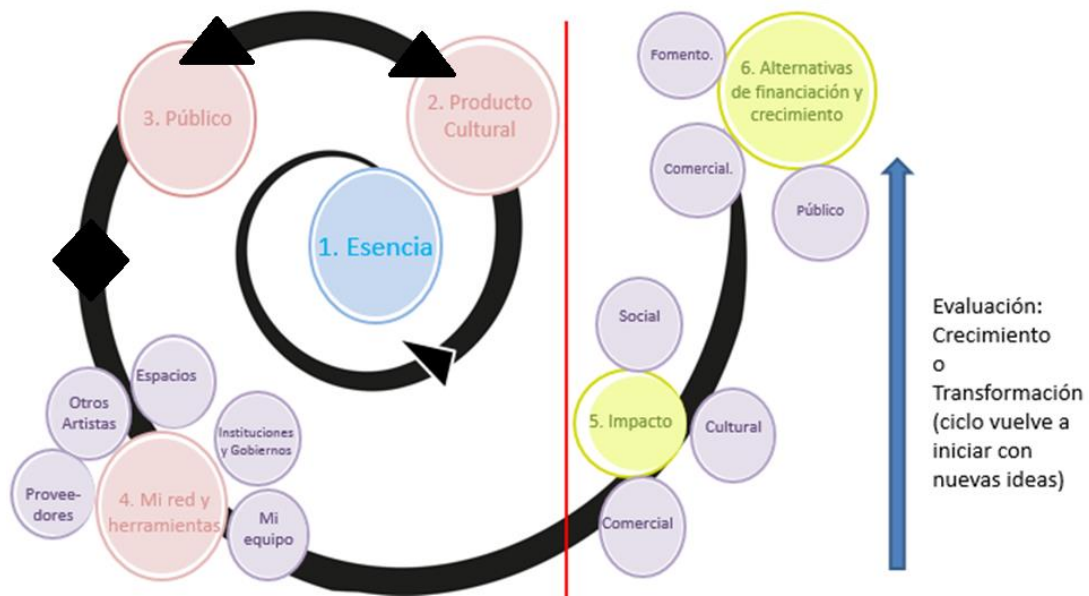 1. Esencia
2. Producto
Cultural
3. Público
4. Mi red y
herramientas
Espacios
Otros
Artistas
Provee-
dores
Instituciones
y Gobiernos
Mi
equipo
5. Impacto
Social
Cultural
Comercial
6. Alternativas
de financiación y
crecimiento
Fomento.
Comercial.
Público
Evaluación:
Crecimiento
o
Transformación
(ciclo vuelve a
iniciar con
nuevas ideas)